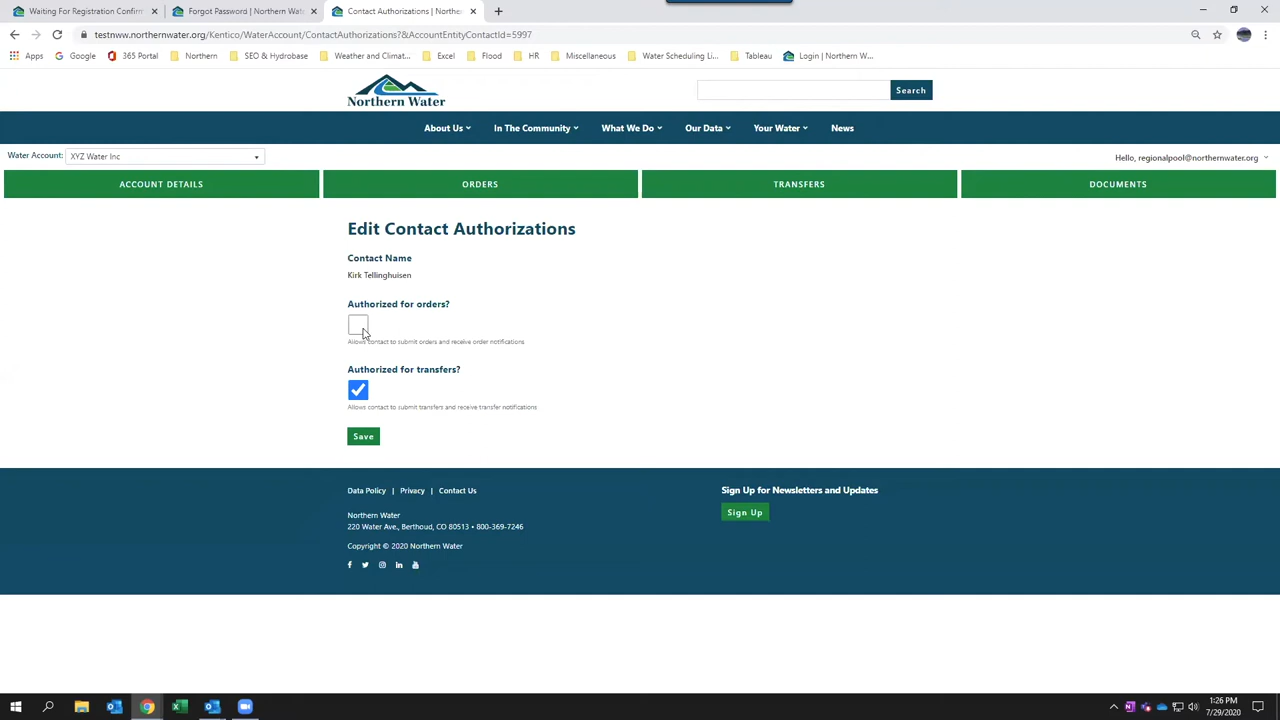 Waiting For Registration Confirm
Forgot Password | Northern Wate
Contact Authorizations | Northern
testnww.northernwater.org/Kentico/WaterAccount/ContactAuthorizations?&AccountEntityContactId=5997
Apps
Google
365 Portal
Northern
SEO & Hydrobase
Weather and Climat...
Excel
Flood
HR
Miscellaneous
Water Scheduling Li...
Tableau
Login | Northern W...
Northern Water
Search
About Us
In The Community
What We Do
Our Data
Your Water
News
Water Account:
XYZ Water Inc
Hello, regionalpool@northernwater.org
ACCOUNT DETAILS
ORDERS
TRANSFERS
DOCUMENTS
Edit Contact Authorizations
Contact Name
Kirk Tellinghuisen
Authorized for orders?
Allows contact to submit orders and receive order notifications
Authorized for transfers?
Allows contact to submit transfers and receive transfer notifications
Save
Data Policy | Privacy | Contact Us
Northern Water
220 Water Ave., Berthoud, CO 80513 • 800-369-7246
Copyright © 2020 Northern Water
Sign Up for Newsletters and Updates
Sign Up
1:26 PM
7/29/2020